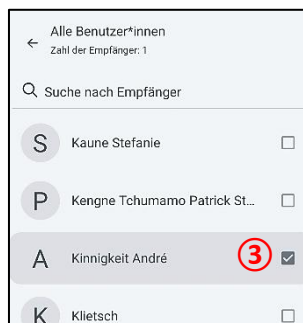 Alle Benutzer*innen
Zahl der Empfänger: 1
Suche nach Empfänger
S Kaune Stefanie
P Kengne Tchumamo Patrick St...
A Kinnigkeit André ③
K Klietsch